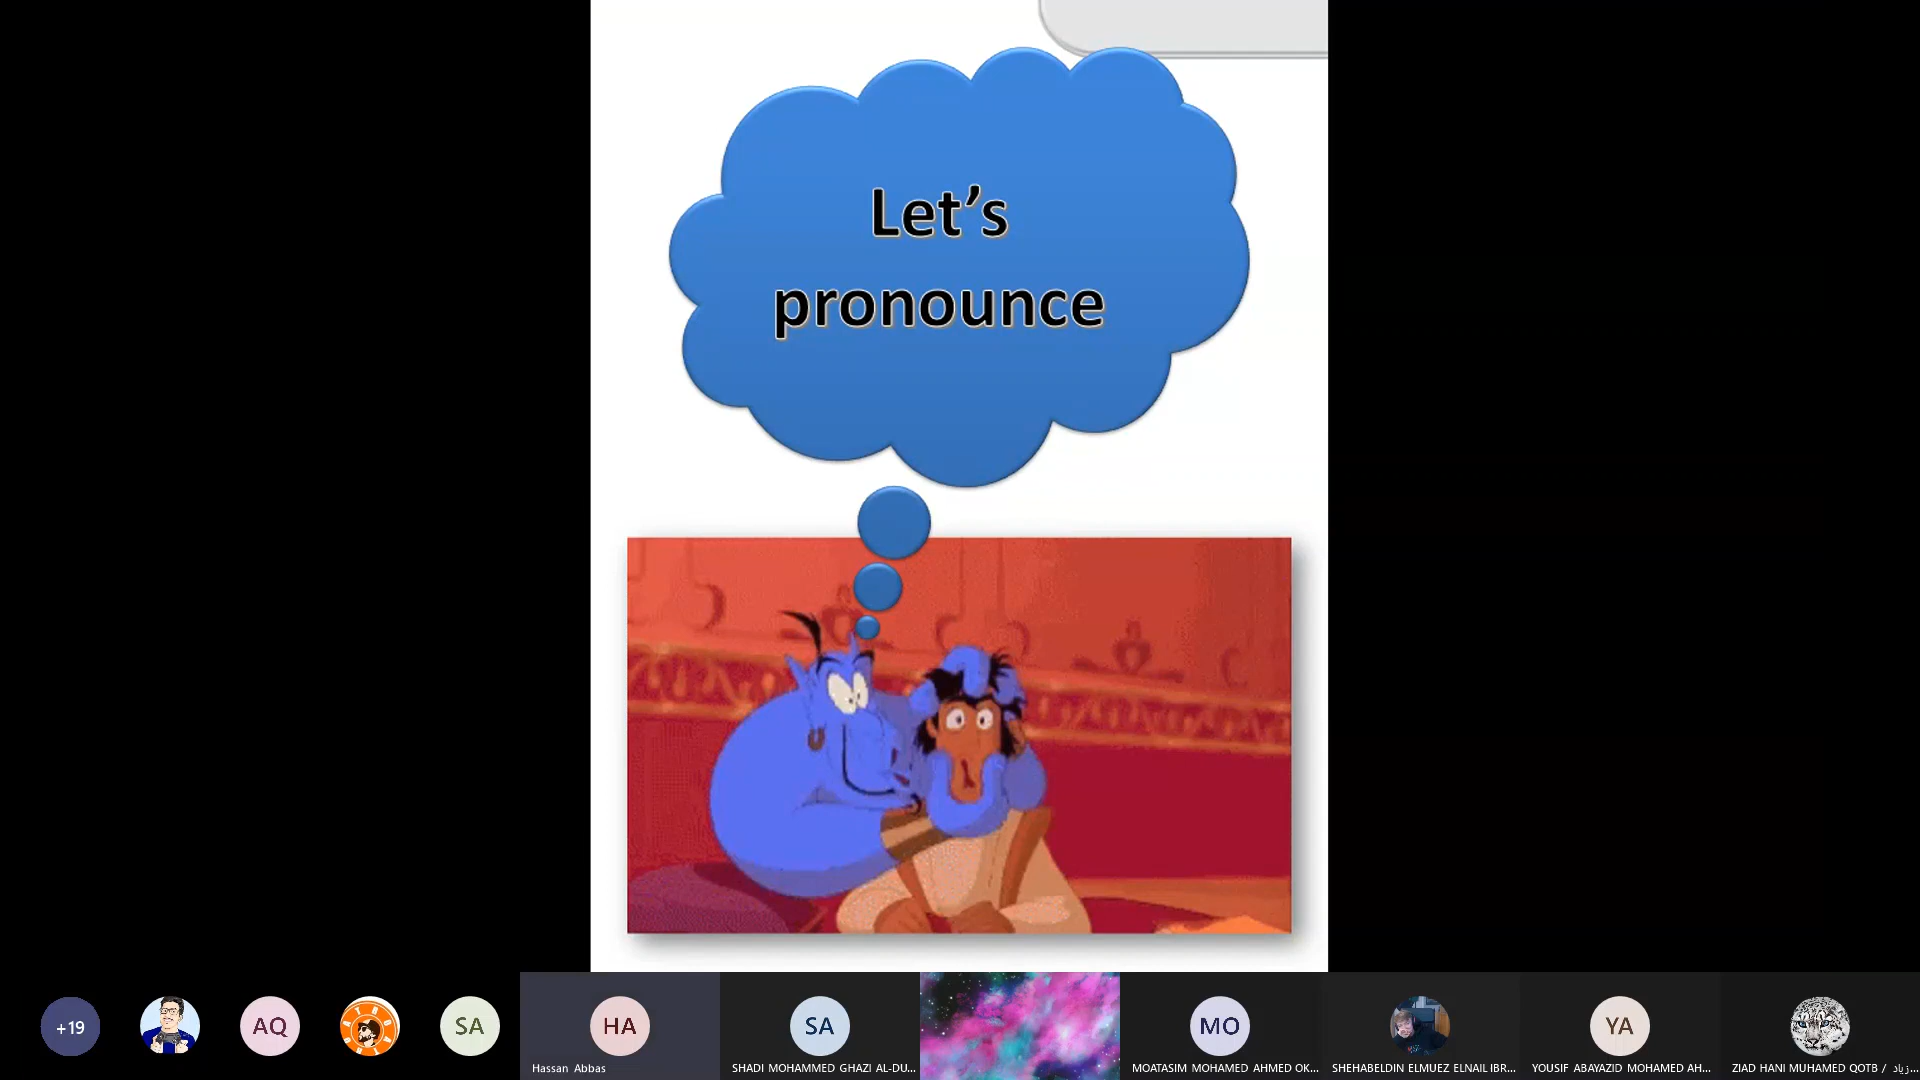 Let's
pronounce
+19
AQ
SA
HA
SA
MO
YA
Hassan Abbas
SHADI MOHAMMED GHAZI AL-DU...
MOATASIM MOHAMED AHMED OK...
SHEHABELDIN ELMUEZ ELNAIL IBR...
YOUSIF ABAYAZID MOHAMED AH...
ZIAD HANI MUHAMED QOTB / زياد...